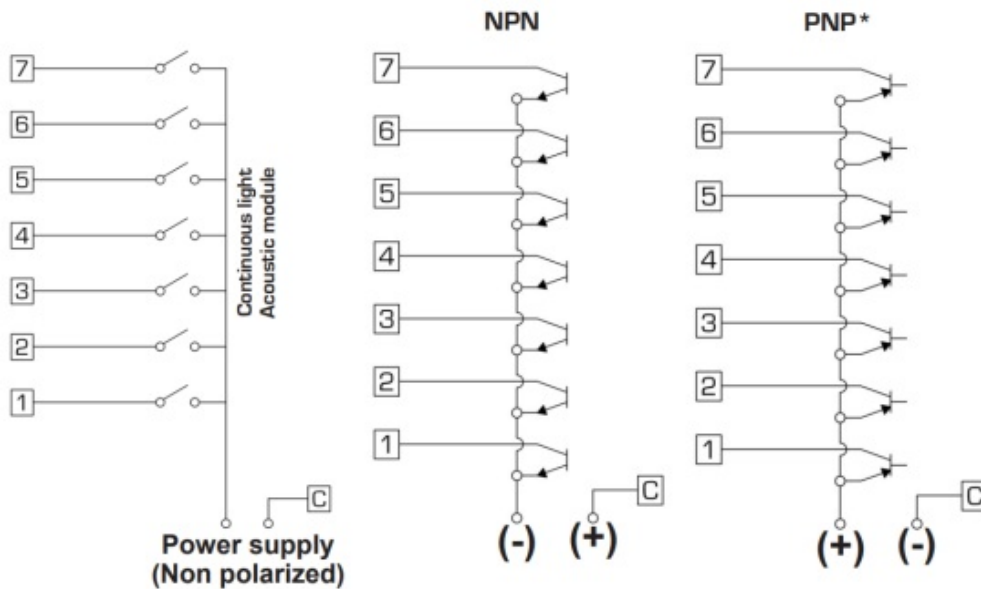 NPN
PNP*
7
6
5
4
3
2
1
Continuous light
Acoustic module
C
Power supply
(Non polarized)
7
6
5
4
3
2
1
C
(-) (+)
7
6
5
4
3
2
1
C
(+) (-)